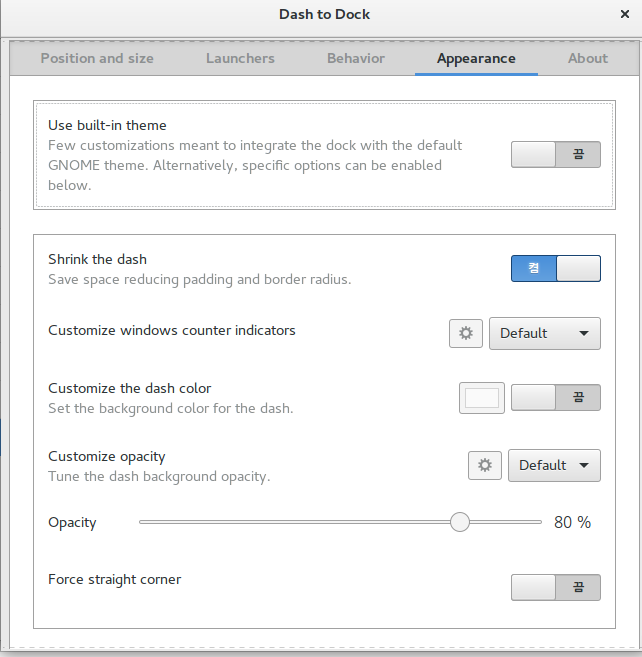 Dash to Dock
Position and size
Launchers
Behavior
Appearance
About
Use built-in theme
Few customizations meant to integrate the dock with the default
GNOME theme. Alternatively, specific options can be enabled
below.
끔
Shrink the dash
Save space reducing padding and border radius.
켬
Customize windows counter indicators
Default
Customize the dash color
Set the background color for the dash.
끔
Customize opacity
Tune the dash background opacity.
Default
Opacity
80 %
Force straight corner
끔